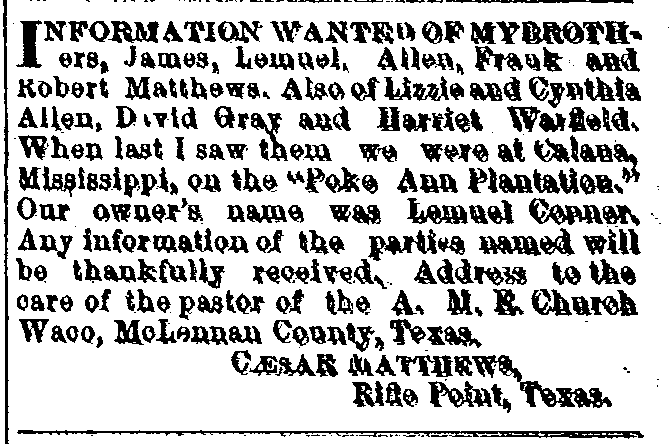 INFORMATION WANTED OF MY BROTH-
ers, James, Lemuel, Allen, Frank and
Robert Matthews. Also of Lizzie and Cynthia
Allen, David Gray and Harriet Warfield.
When last I saw them we were at Calana,
Mississippi, on the "Poke Ann Plantation."
Our owner's name was Lemuel Conner.
Any information of the parties named will
be thankfully received. Address to the
care of the pastor of the A. M. E. Church
Waco, McLennan County, Texas.
CÆSAR MATTHEWS,
Rifle Point, Texas.